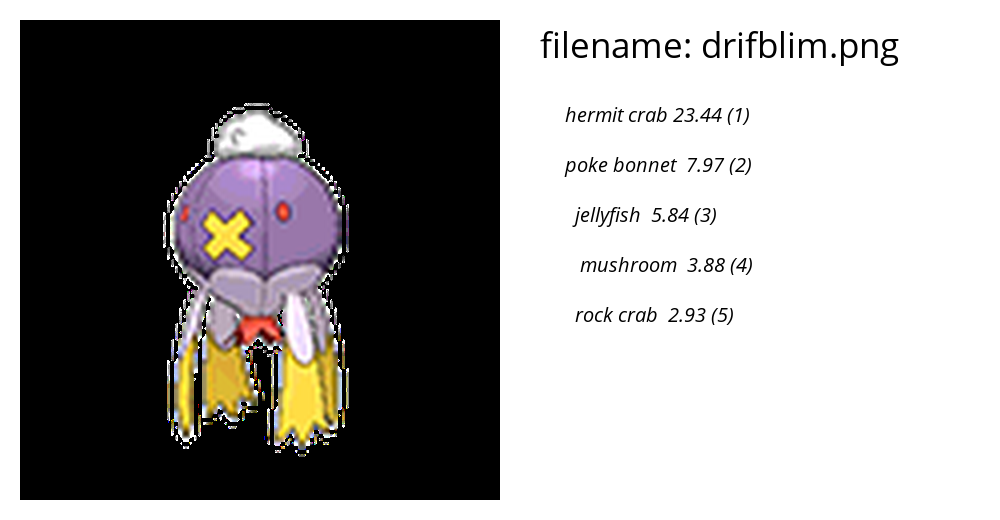 filename: drifblim.png
hermit crab 23.44 (1)
poke bonnet 7.97 (2)
jellyfish 5.84 (3)
mushroom 3.88 (4)
rock crab 2.93 (5)